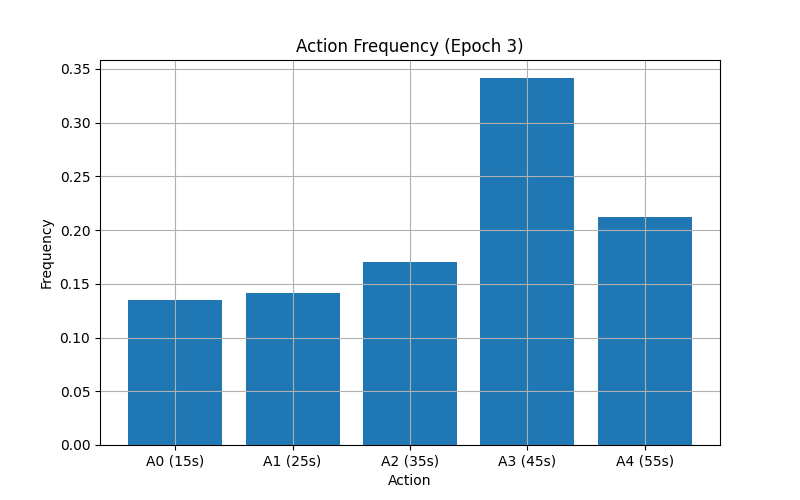 Action Frequency (Epoch 3)
0.35
0.30
0.25
0.20
0.15
0.10
0.05
0.00
Frequency
A0 (15s) A1 (25s) A2 (35s) A3 (45s) A4 (55s)
Action